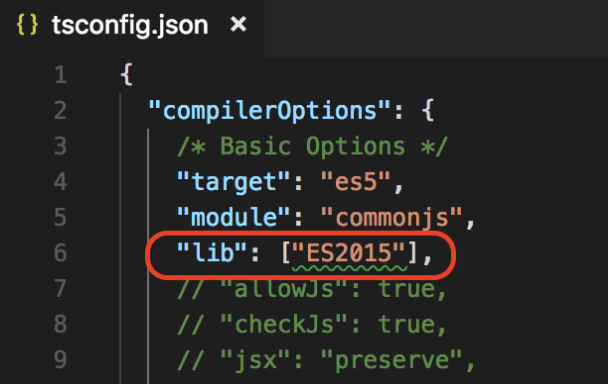 {} tsconfig.json ×
1 {
2 "compilerOptions": {
3 /* Basic Options */
4 "target": "es5",
5 "module": "commonjs",
6 "lib": ["ES2015"],
7 // "allowJs": true,
8 // "checkJs": true,
9 // "jsx": "preserve",